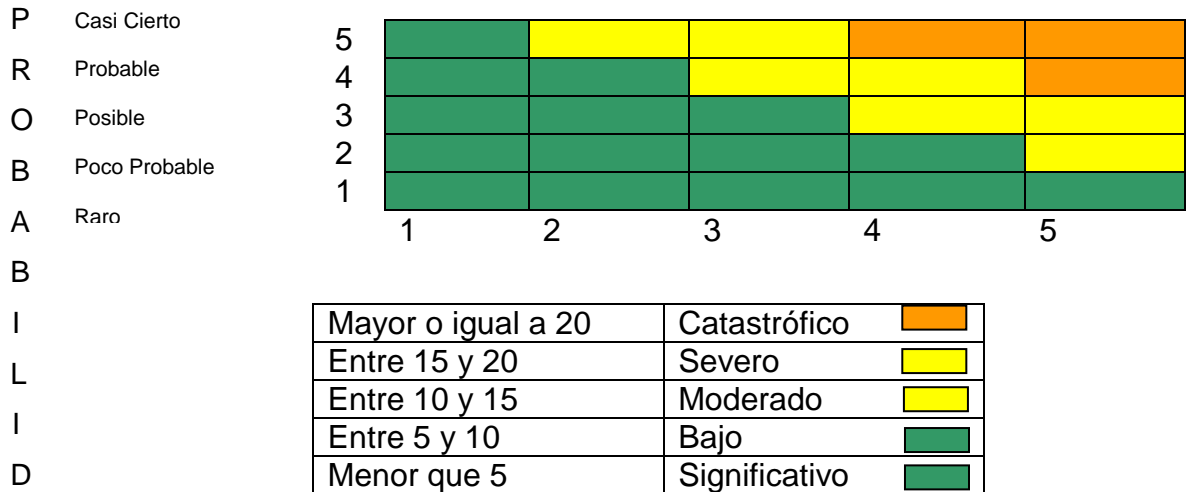 P Casi Cierto
5
R Probable
4
O Posible
3
B Poco Probable
2
1
A Raro
1 2 3 4 5
B
I
L
I
D
Mayor o igual a 20 Catastrófico
Entre 15 y 20 Severo
Entre 10 y 15 Moderado
Entre 5 y 10 Bajo
Menor que 5 Significativo